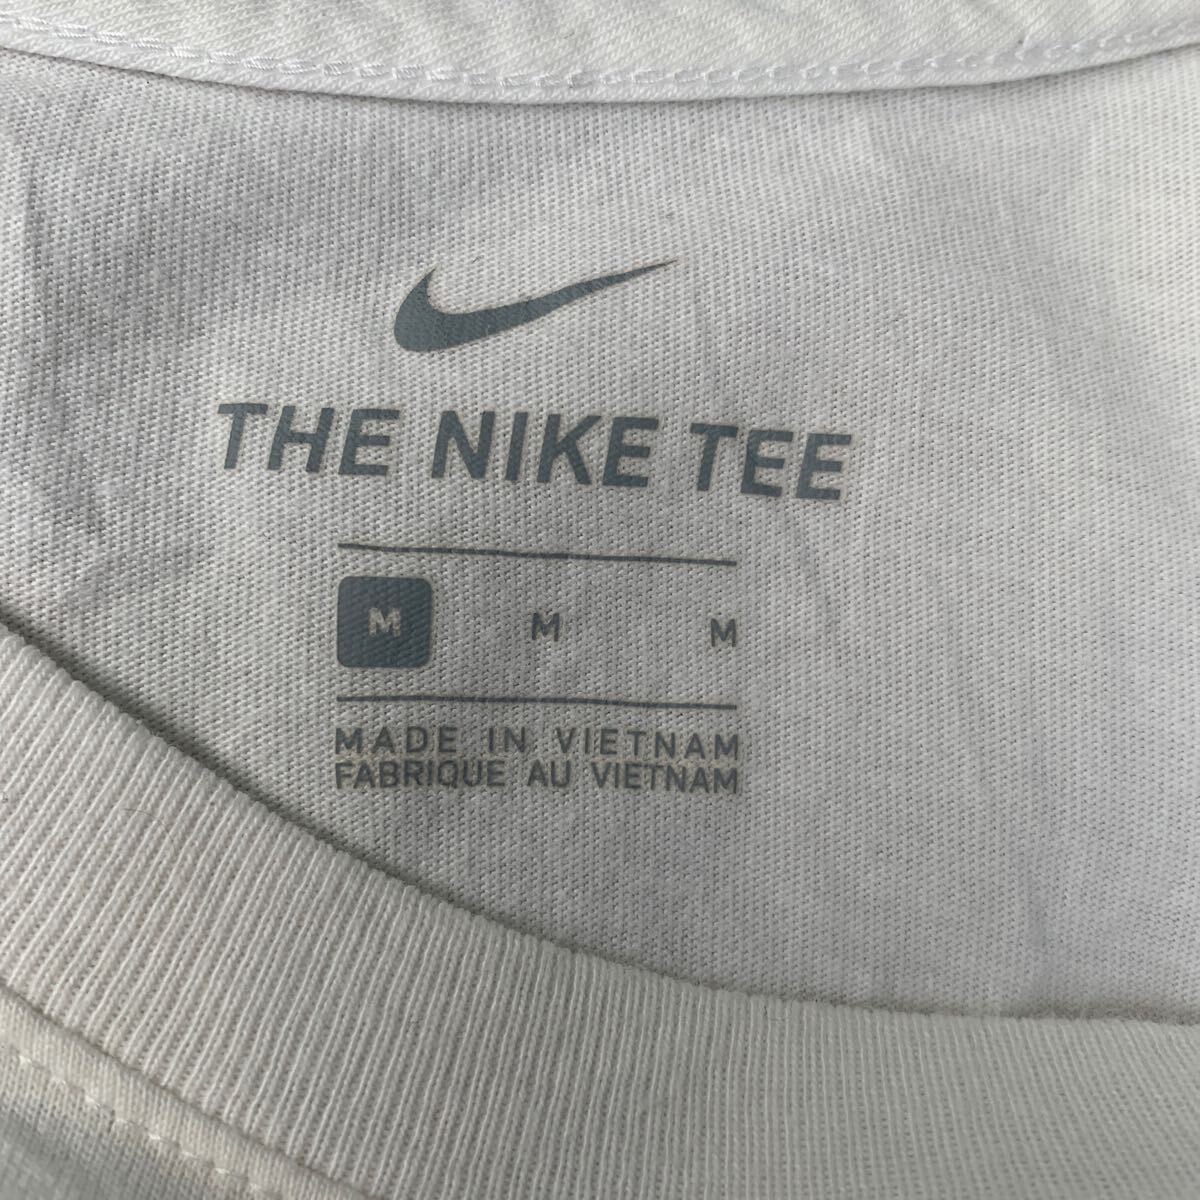 THE NIKE TEE
M M M
MADE IN VIETNAM
FABRIQUE AU VIETNAM